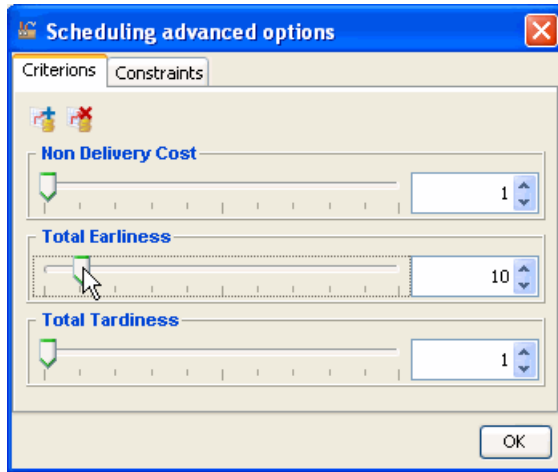 Scheduling advanced options
Criterions Constraints
Non Delivery Cost
1
Total Earliness
10
Total Tardiness
1
OK